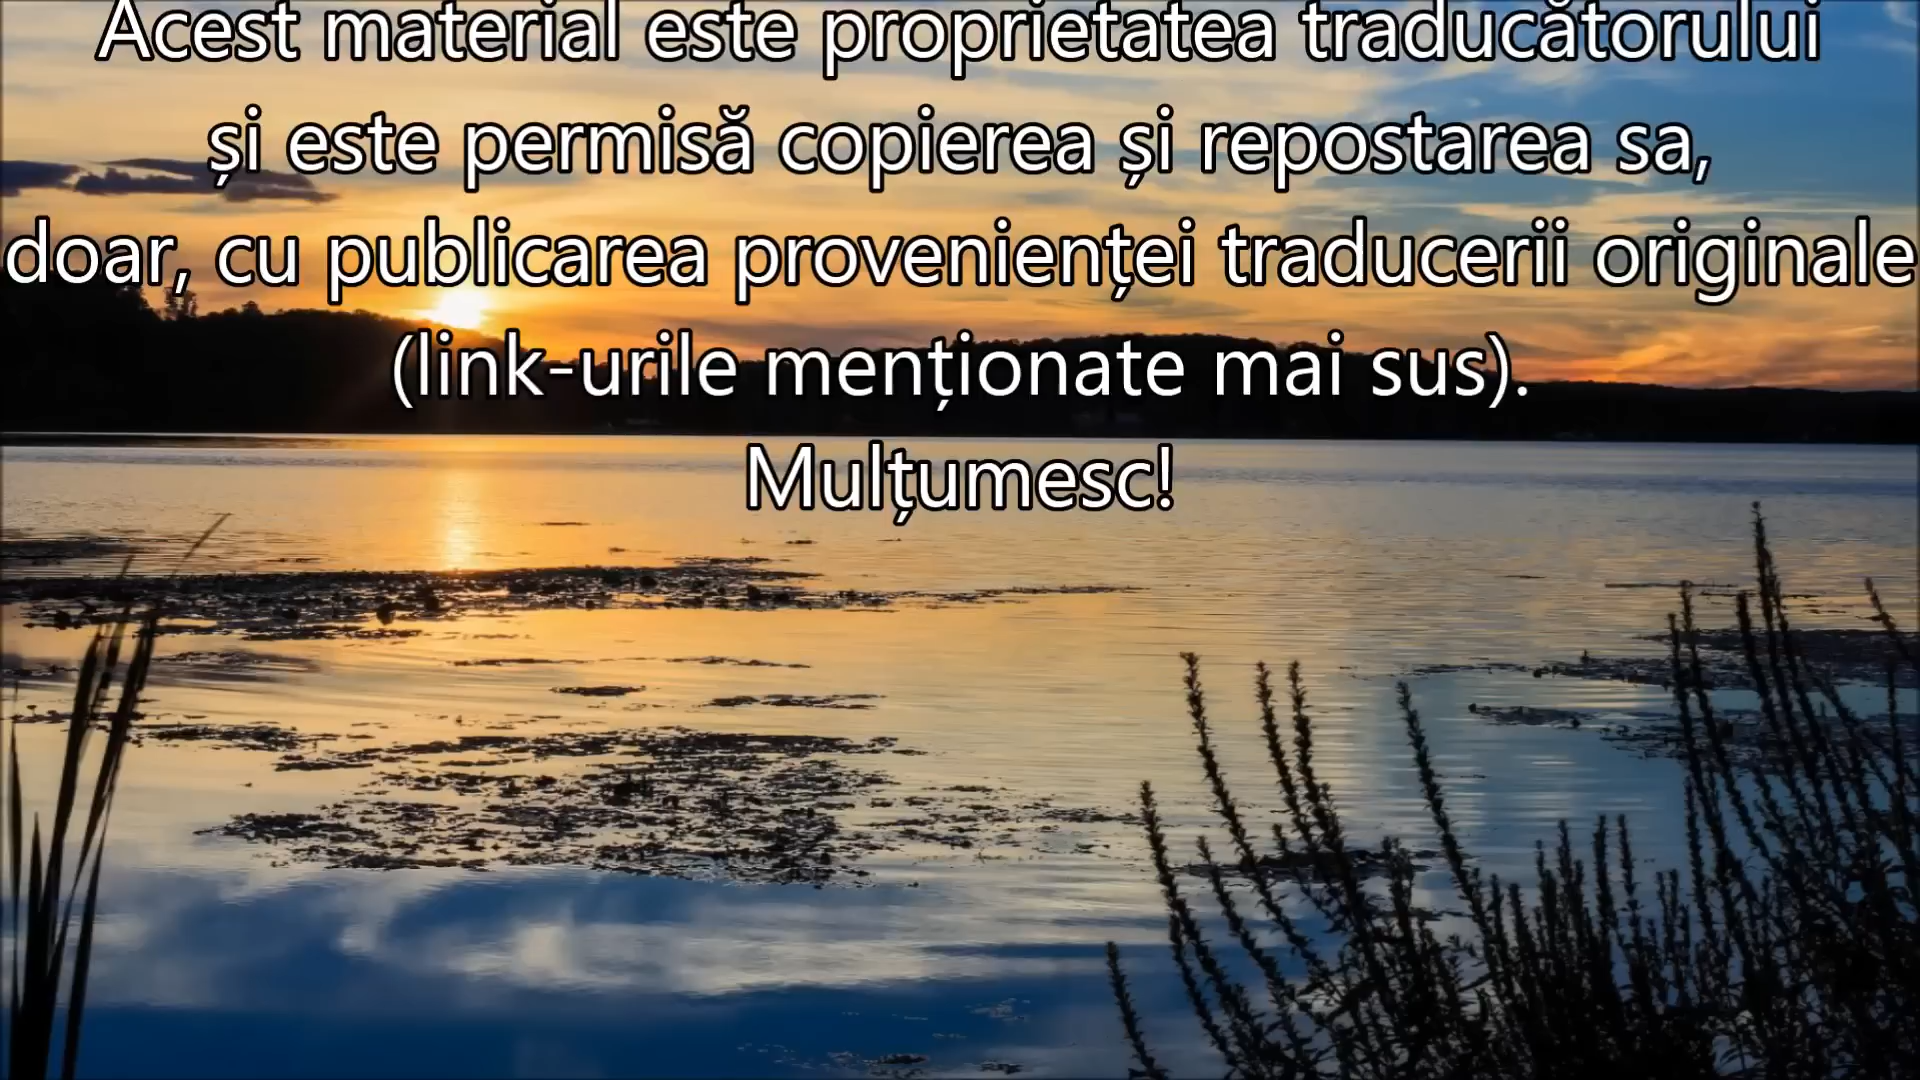 Acest material este proprietatea traducătorului
și este permisă copierea și repostarea sa,
doar, cu publicarea provenienței traducerii originale
(link-urile menționate mai sus).
Mulțumesc!